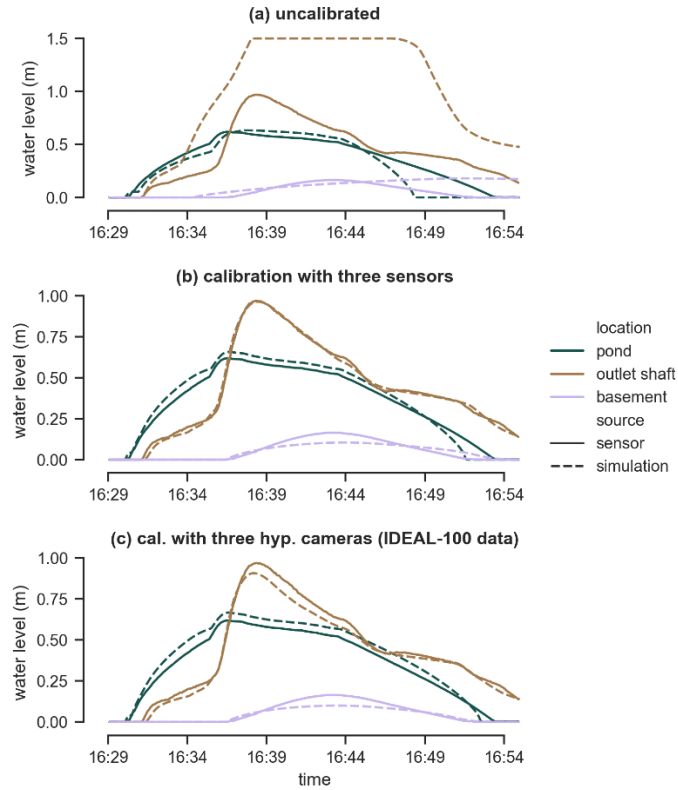 (a) uncalibrated
water level (m)
1.5
1.0
0.5
0.0
16:29 16:34 16:39 16:44 16:49 16:54
(b) calibration with three sensors
water level (m)
1.00
0.75
0.50
0.25
0.00
16:29 16:34 16:39 16:44 16:49 16:54
location
pond
outlet shaft
basement
source
sensor
simulation
(c) cal. with three hyp. cameras (IDEAL-100 data)
water level (m)
1.00
0.75
0.50
0.25
0.00
16:29 16:34 16:39 16:44 16:49 16:54
time